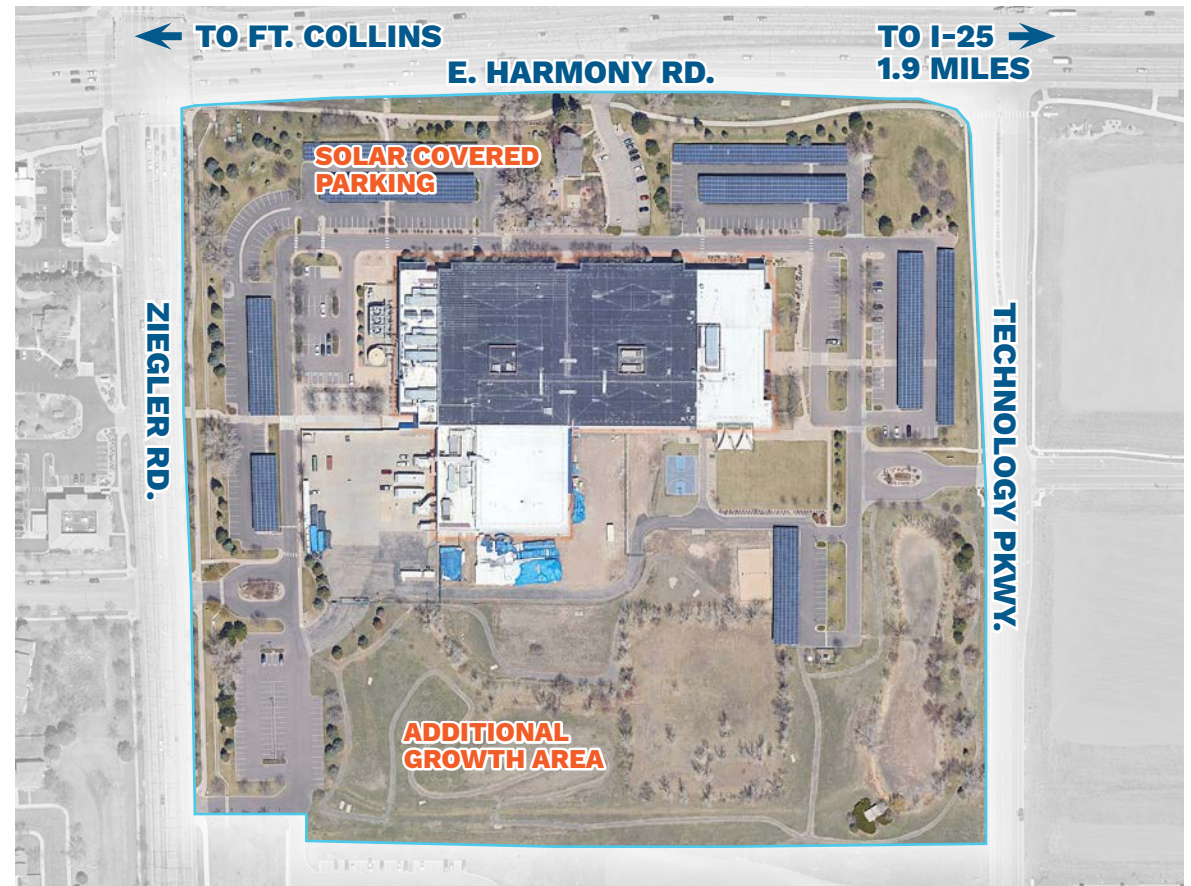 TO FT. COLLINS
TO I-25
1.9 MILES
E. HARMONY RD.
SOLAR COVERED
PARKING
ZIEGLER RD.
TECHNOLOGY PKWY.
ADDITIONAL
GROWTH AREA